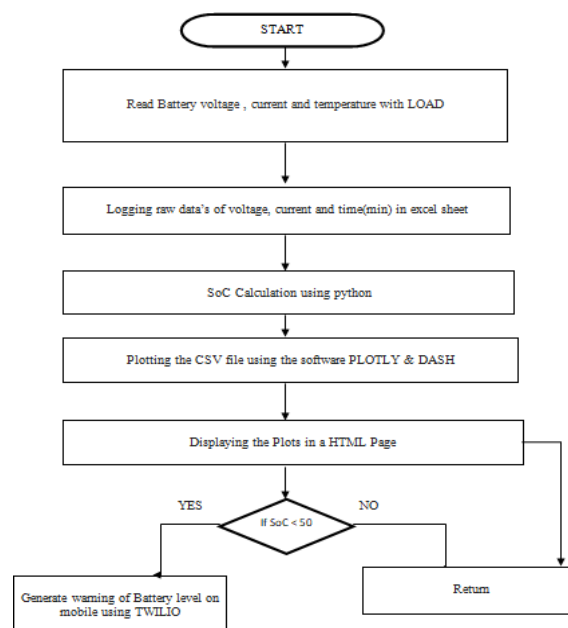 START
Read Battery voltage , current and temperature with LOAD
Logging raw data's of voltage, current and time(min) in excel sheet
SoC Calculation using python
Plotting the CSV file using the software PLOTLY & DASH
Displaying the Plots in a HTML Page
YES
NO
If SoC < 50
Generate warning of Battery level on
mobile using TWILIO
Return